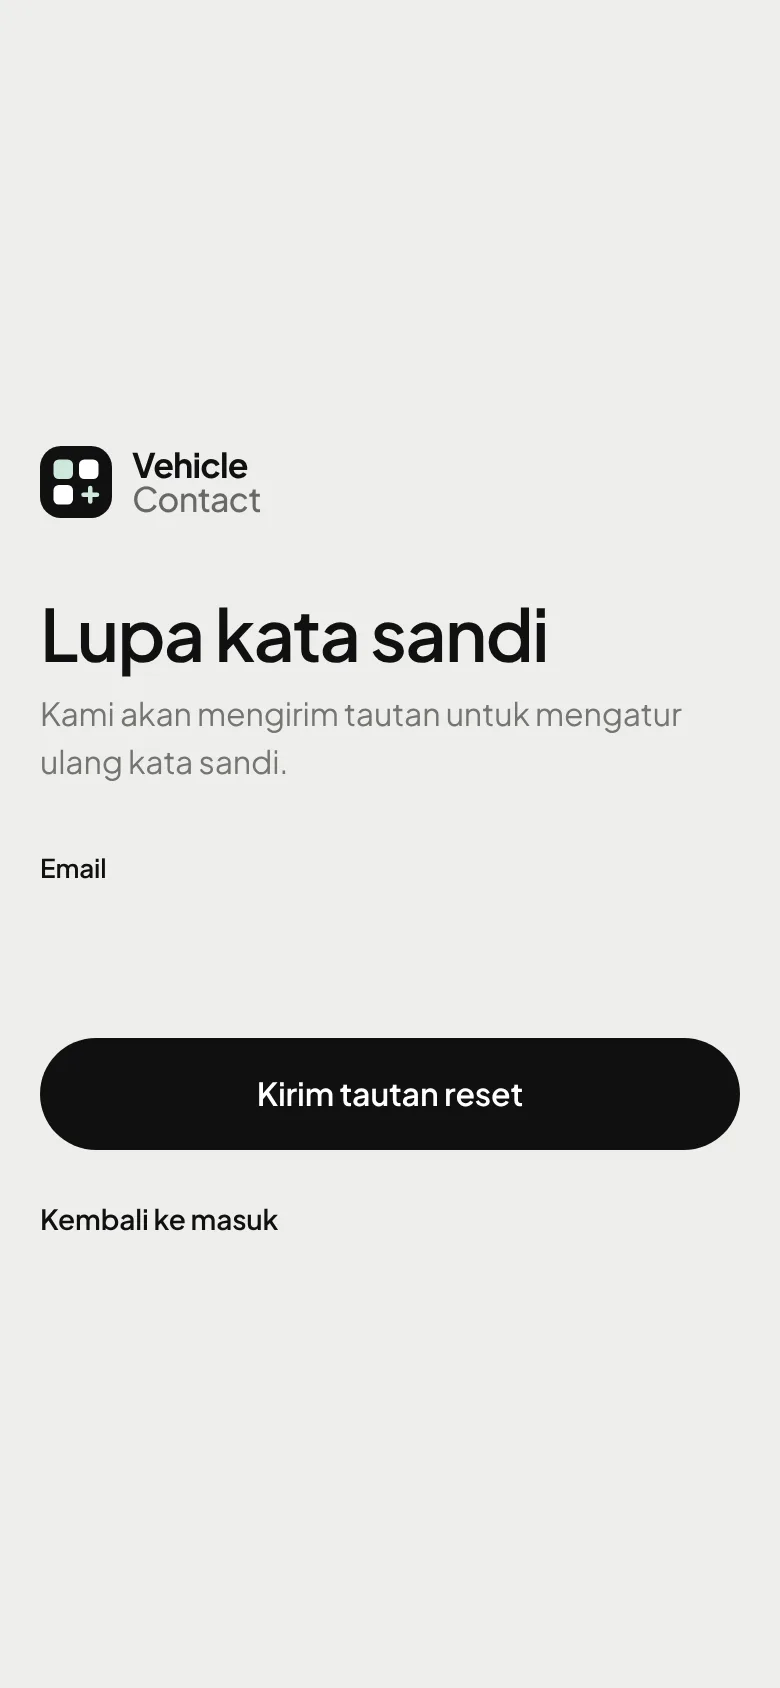 Vehicle
Contact
Lupa kata sandi
Kami akan mengirim tautan untuk mengatur
ulang kata sandi.
Email
Kirim tautan reset
Kembali ke masuk